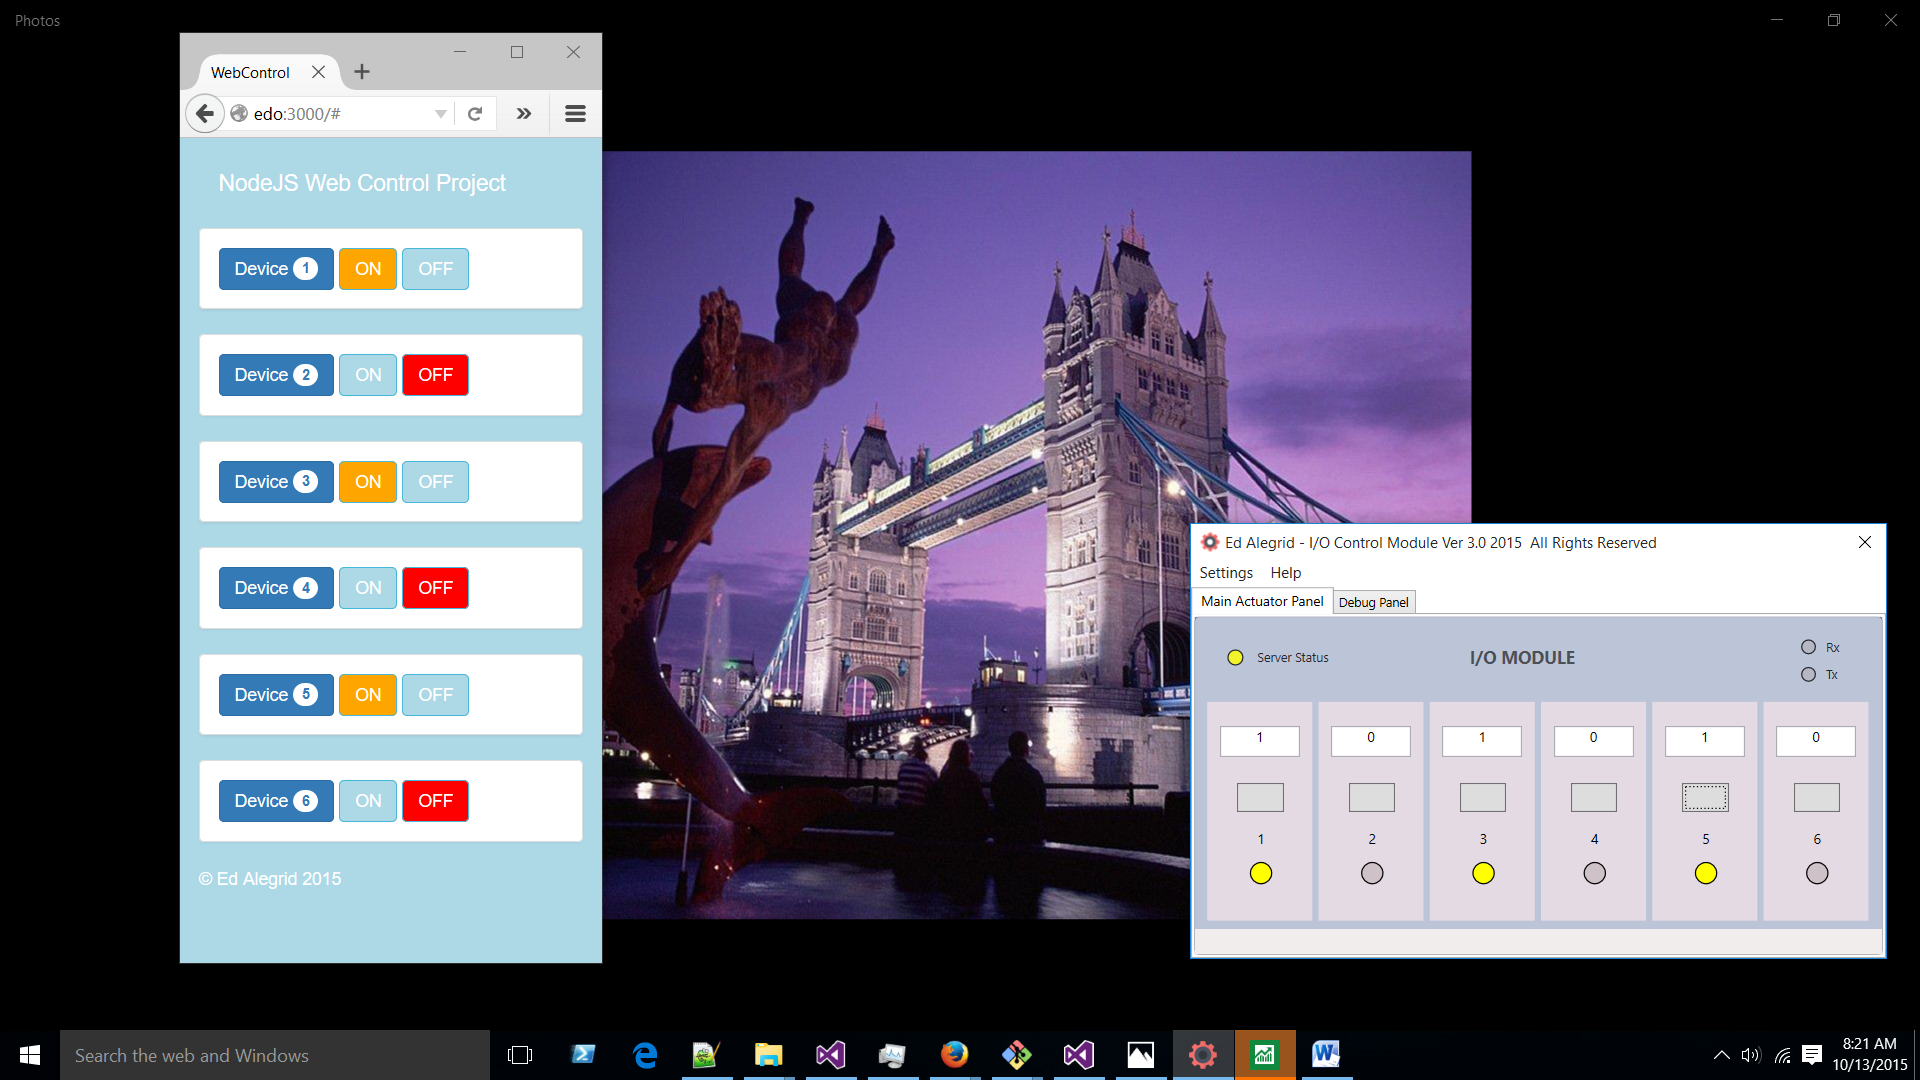 Photos
WebControl
edo:3000/#
NodeJS Web Control Project
Device 1 ON OFF
Device 2 ON OFF
Device 3 ON OFF
Device 4 ON OFF
Device 5 ON OFF
Device 6 ON OFF
© Ed Alegrid 2015
Ed Alegrid - I/O Control Module Ver 3.0 2015 All Rights Reserved
Settings Help
Main Actuator Panel Debug Panel
Server Status I/O MODULE Rx
Tx
1 0 1 0 1 0
1 2 3 4 5 6
Search the web and Windows
8:21 AM
10/13/2015